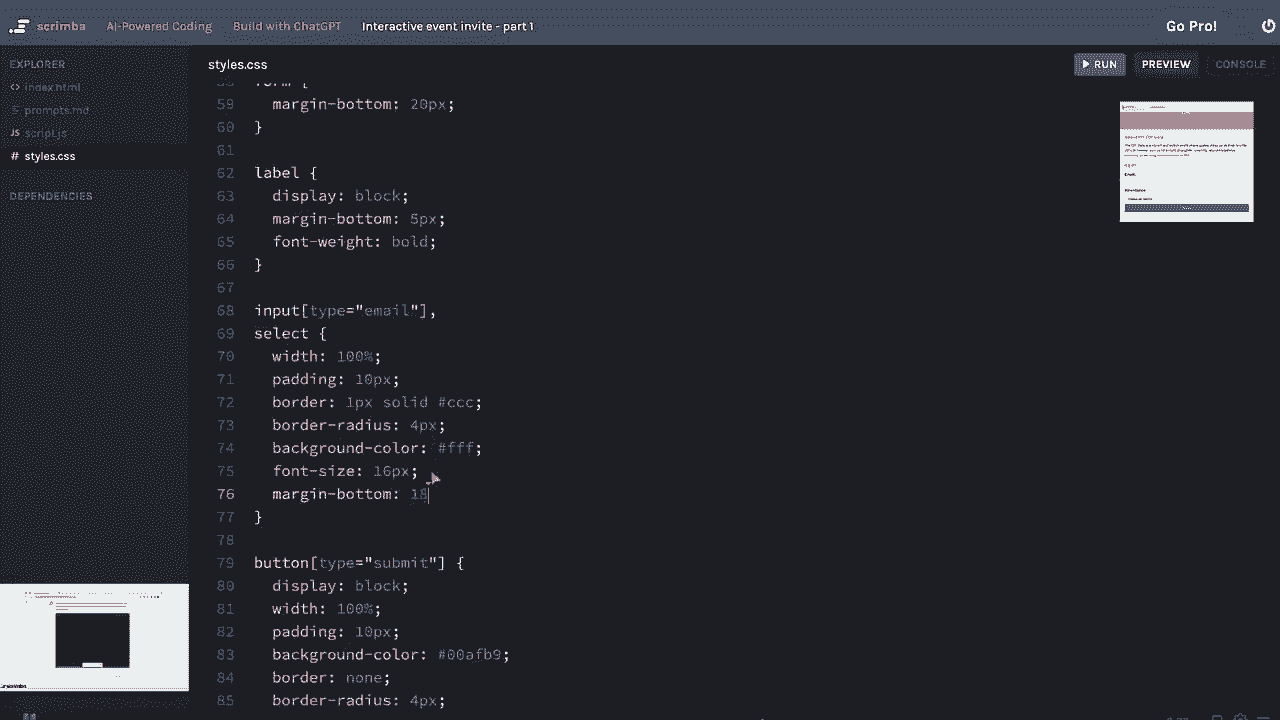 scrimba AI-Powered Coding Build with ChatGPT Interactive event invite - part 1 Go Pro!
EXPLORER
index.html
prompts.md
JS script.js
# styles.css
DEPENDENCIES
styles.css
RUN PREVIEW CONSOLE
59 margin-bottom: 20px;
60 }
61
62 label {
63 display: block;
64 margin-bottom: 5px;
65 font-weight: bold;
66 }
67
68 input[type="email"],
69 select {
70 width: 100%;
71 padding: 10px;
72 border: 1px solid #ccc;
73 border-radius: 4px;
74 background-color: #fff;
75 font-size: 16px;
76 margin-bottom: 18
77 }
78
79 button[type="submit"] {
80 display: block;
81 width: 100%;
82 padding: 10px;
83 background-color: #00afb9;
84 border: none;
85 border-radius: 4px;